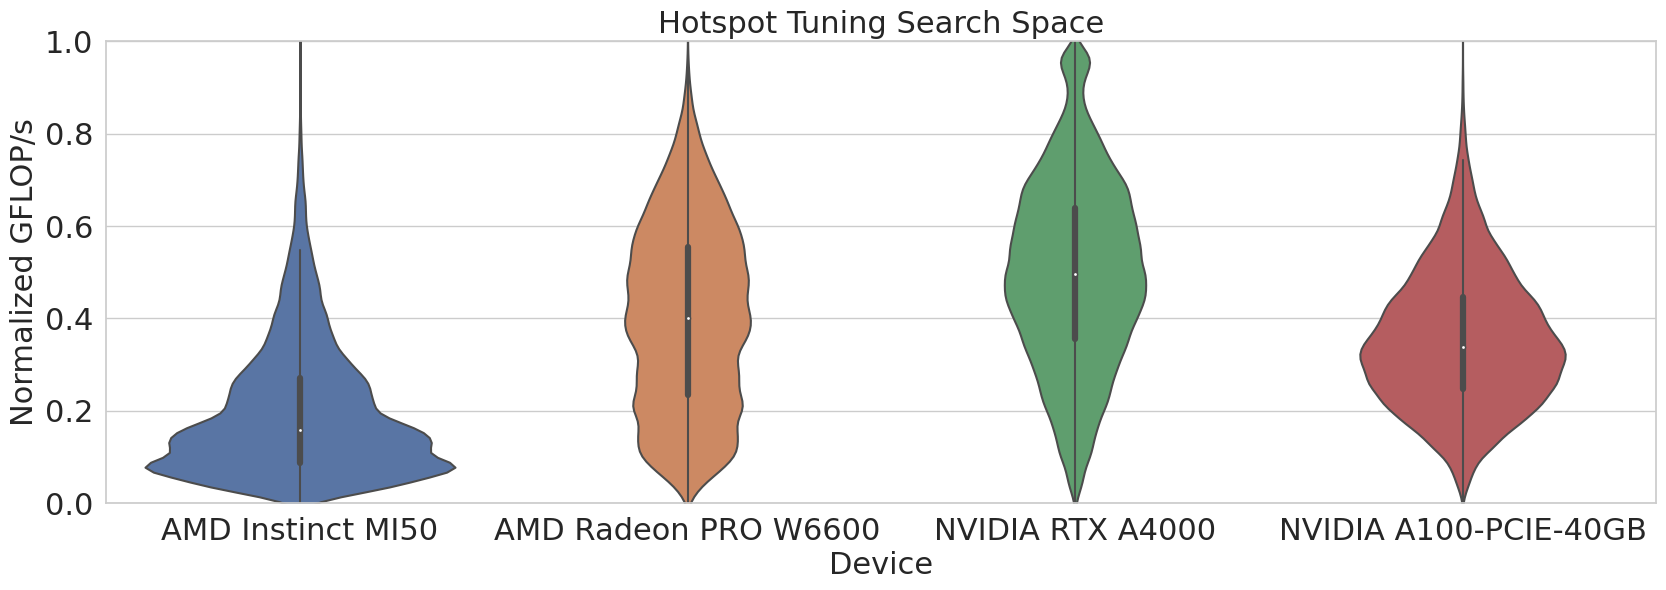 Hotspot Tuning Search Space
Normalized GFLOP/s
1.0
0.8
0.6
0.4
0.2
0.0
AMD Instinct MI50
AMD Radeon PRO W6600
NVIDIA RTX A4000
NVIDIA A100-PCIE-40GB
Device